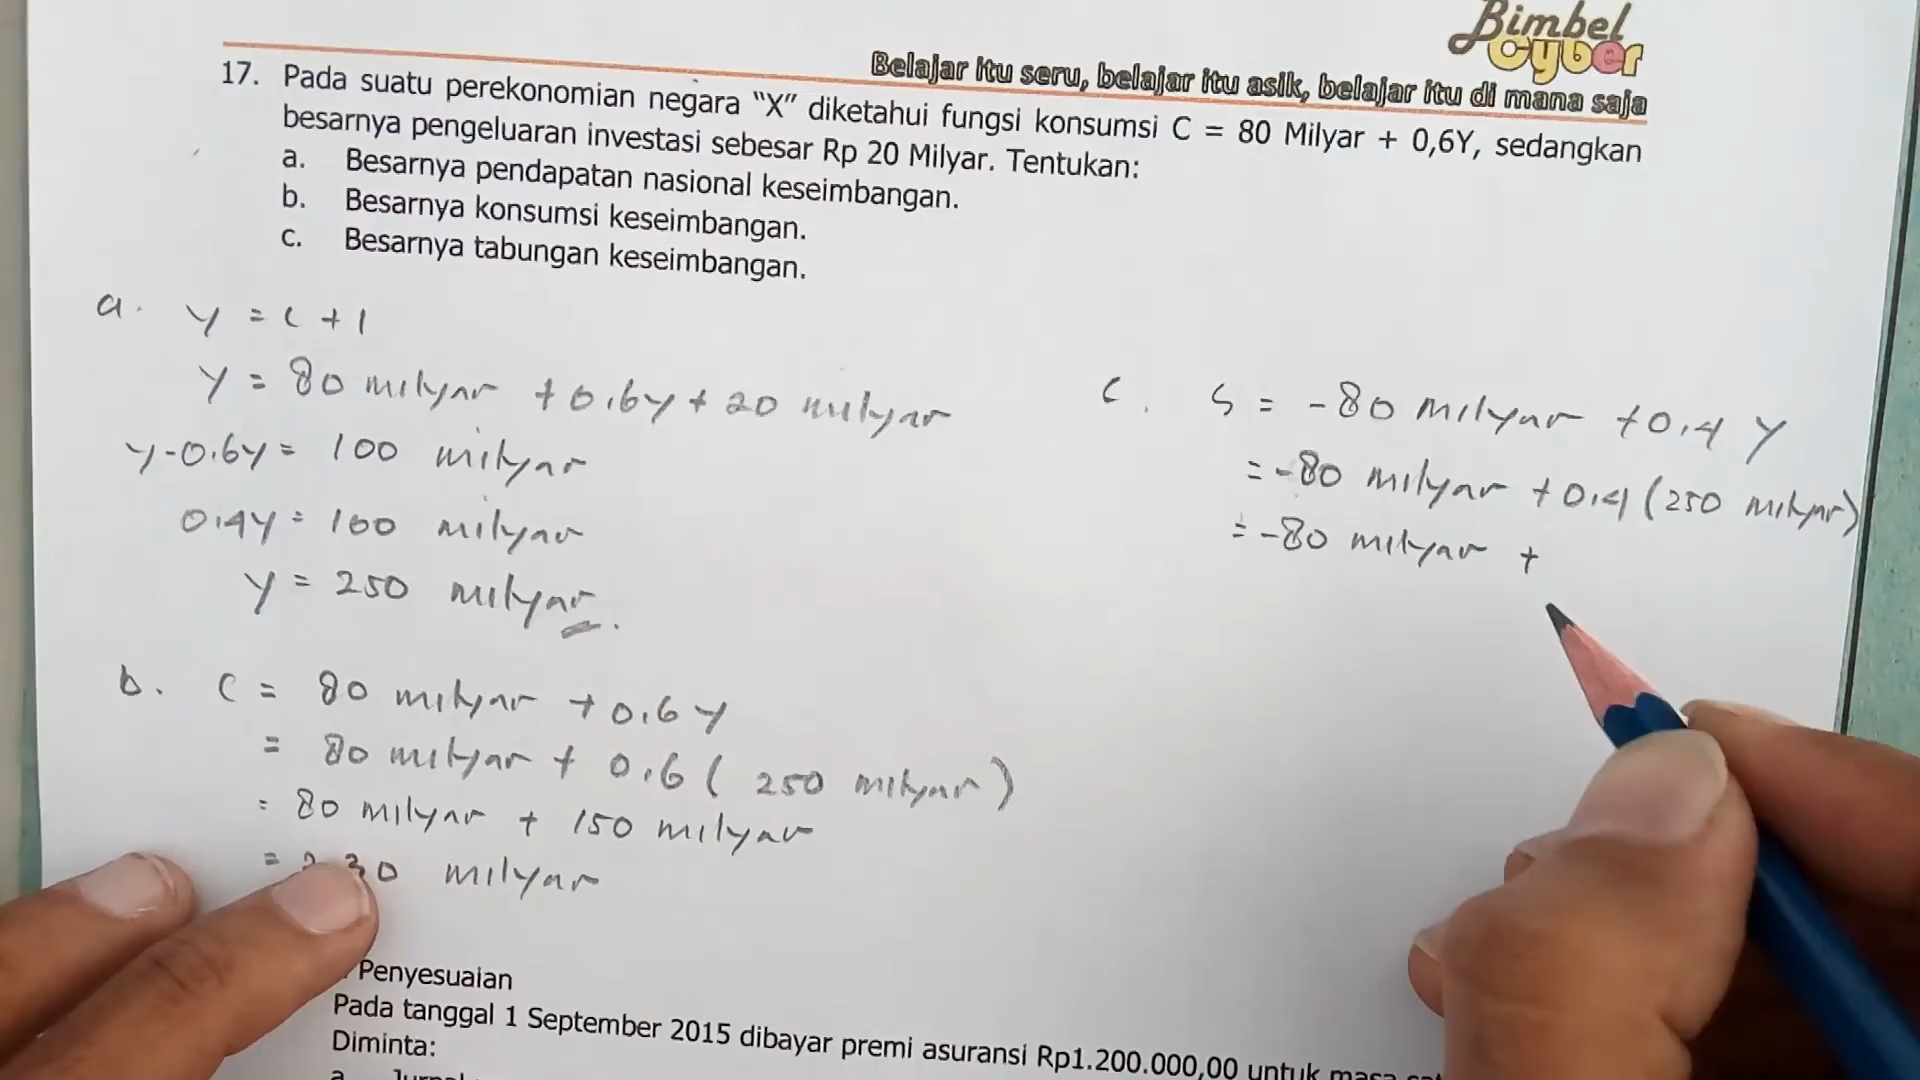 Bimbel
Cyber
Belajar itu seru, belajar itu asik, belajar itu di mana saja
17. Pada suatu perekonomian negara "X" diketahui fungsi konsumsi C = 80 Milyar + 0,6Y, sedangkan
besarnya pengeluaran investasi sebesar Rp 20 Milyar. Tentukan:
a. Besarnya pendapatan nasional keseimbangan.
b. Besarnya konsumsi keseimbangan.
c. Besarnya tabungan keseimbangan.
a. Y = C + I
Y = 80 milyar + 0.6Y + 20 milyar
Y - 0.6Y = 100 milyar
0.4Y = 100 milyar
Y = 250 milyar.
b. C = 80 milyar + 0.6Y
= 80 milyar + 0.6 (250 milyar)
= 80 milyar + 150 milyar
= 230 milyar
c. S = -80 milyar + 0.4 Y
= -80 milyar + 0.4 (250 milyar)
= -80 milyar +
Penyesuaian
Pada tanggal 1 September 2015 dibayar premi asuransi Rp1.200.000,00 untuk masa
Diminta:
a